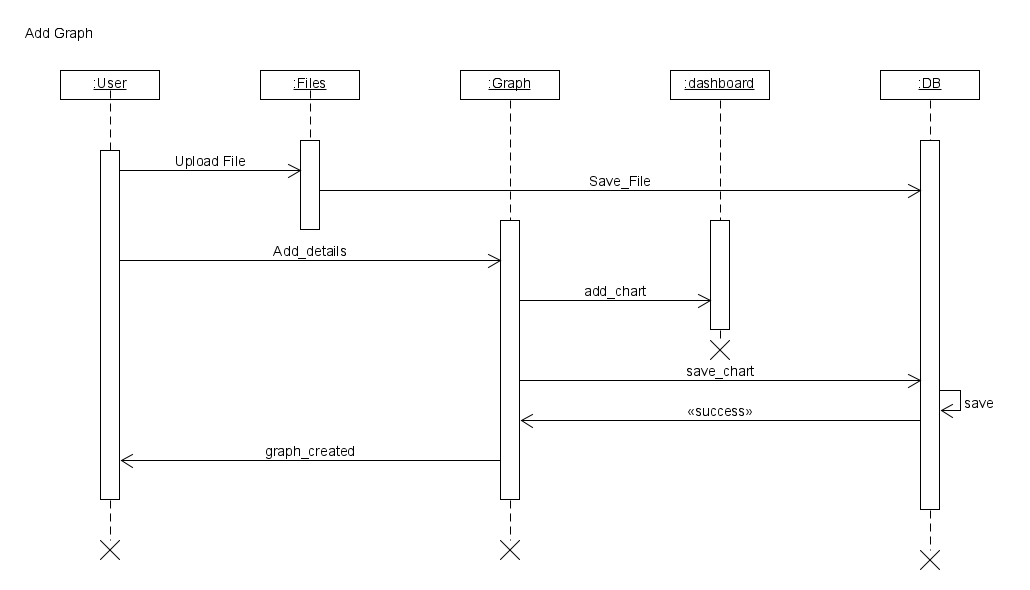 Add Graph
:User
:Files
:Graph
:dashboard
:DB
Upload File
Save_File
Add_details
add_chart
save_chart
save
«success»
graph_created